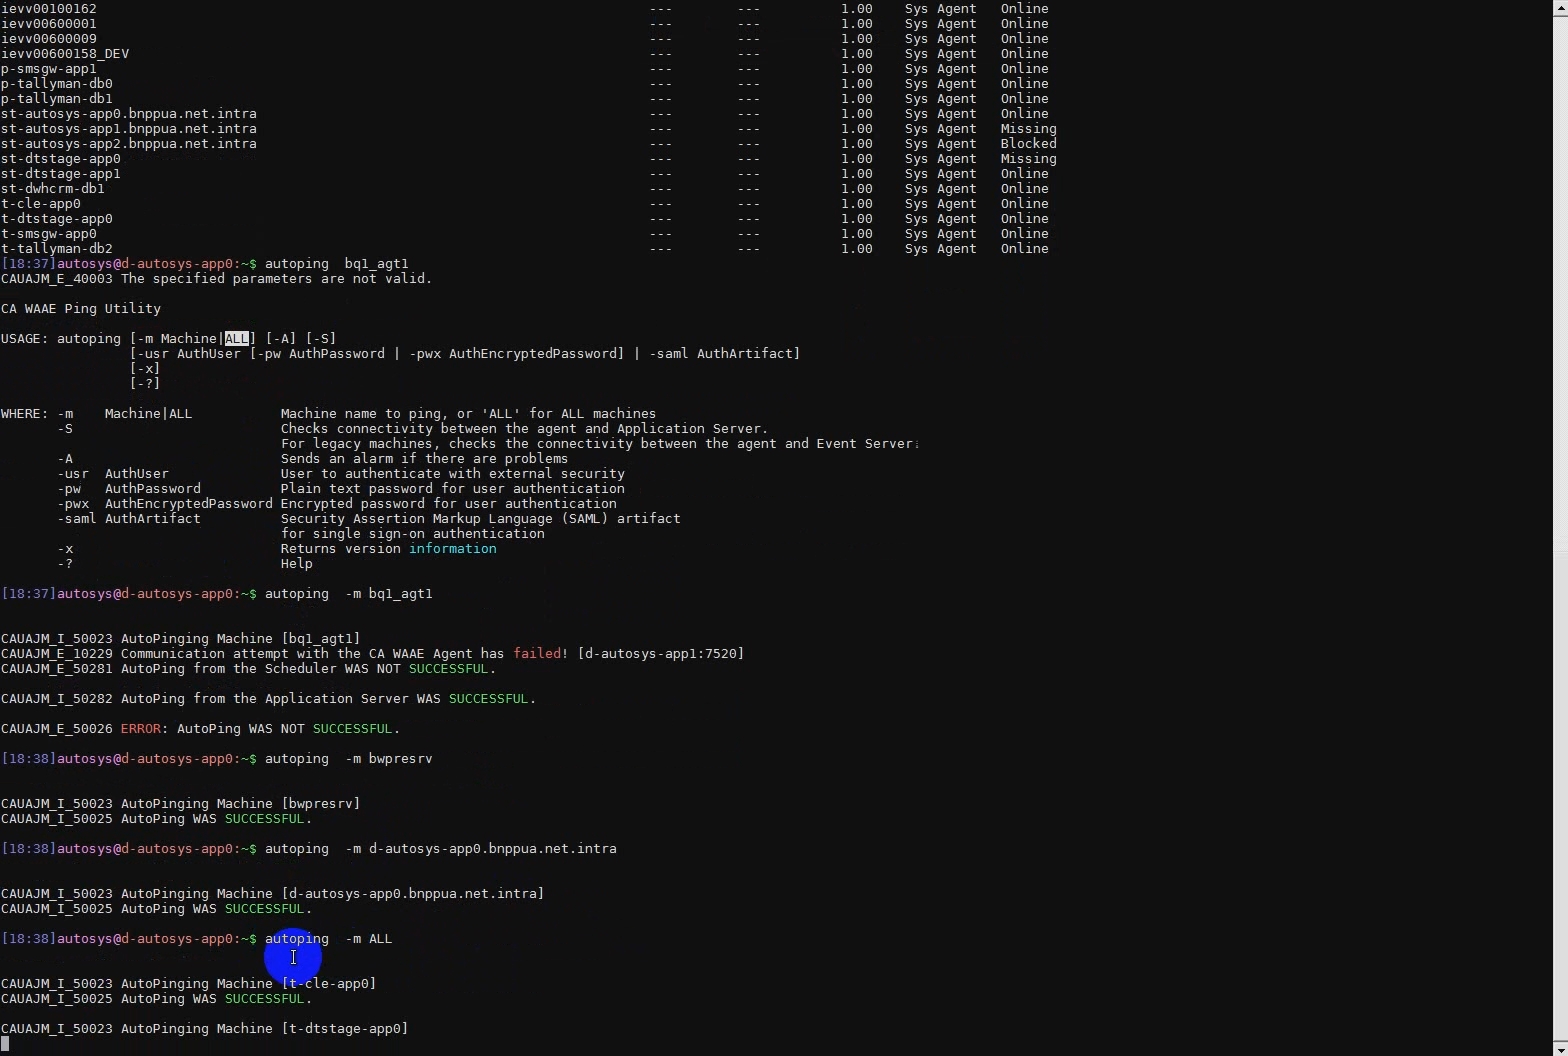 ievv00100162 --- --- 1.00 Sys Agent Online
ievv00600001 --- --- 1.00 Sys Agent Online
ievv00600009 --- --- 1.00 Sys Agent Online
ievv00600158_DEV --- --- 1.00 Sys Agent Online
p-smsgw-app1 --- --- 1.00 Sys Agent Online
p-tallyman-db0 --- --- 1.00 Sys Agent Online
p-tallyman-db1 --- --- 1.00 Sys Agent Online
st-autosys-app0.bnppua.net.intra --- --- 1.00 Sys Agent Online
st-autosys-app1.bnppua.net.intra --- --- 1.00 Sys Agent Missing
st-autosys-app2.bnppua.net.intra --- --- 1.00 Sys Agent Blocked
st-dtstage-app0 --- --- 1.00 Sys Agent Missing
st-dtstage-app1 --- --- 1.00 Sys Agent Online
st-dwhcrm-db1 --- --- 1.00 Sys Agent Online
t-cle-app0 --- --- 1.00 Sys Agent Online
t-dtstage-app0 --- --- 1.00 Sys Agent Online
t-smsgw-app0 --- --- 1.00 Sys Agent Online
t-tallyman-db2 --- --- 1.00 Sys Agent Online
[18:37]autosys@d-autosys-app0:~$ autoping  bq1_agt1
CAUAJM_E_40003 The specified parameters are not valid.
CA WAAE Ping Utility
USAGE: autoping [-m Machine|ALL] [-A] [-S]
[-usr AuthUser [-pw AuthPassword | -pwx AuthEncryptedPassword] | -saml AuthArtifact]
[-x]
[-?]
WHERE: -m Machine|ALL Machine name to ping, or 'ALL' for ALL machines
-S Checks connectivity between the agent and Application Server.
For legacy machines, checks the connectivity between the agent and Event Server.
-A Sends an alarm if there are problems
-usr AuthUser User to authenticate with external security
-pw AuthPassword Plain text password for user authentication
-pwx AuthEncryptedPassword Encrypted password for user authentication
-saml AuthArtifact Security Assertion Markup Language (SAML) artifact
for single sign-on authentication
-x Returns version information
-? Help
[18:37]autosys@d-autosys-app0:~$ autoping  -m bq1_agt1
CAUAJM_I_50023 AutoPinging Machine [bq1_agt1]
CAUAJM_E_10229 Communication attempt with the CA WAAE Agent has failed! [d-autosys-app1:7520]
CAUAJM_E_50281 AutoPing from the Scheduler WAS NOT SUCCESSFUL.
CAUAJM_I_50282 AutoPing from the Application Server WAS SUCCESSFUL.
CAUAJM_E_50026 ERROR: AutoPing WAS NOT SUCCESSFUL.
[18:38]autosys@d-autosys-app0:~$ autoping  -m bwpresrv
CAUAJM_I_50023 AutoPinging Machine [bwpresrv]
CAUAJM_I_50025 AutoPing WAS SUCCESSFUL.
[18:38]autosys@d-autosys-app0:~$ autoping  -m d-autosys-app0.bnppua.net.intra
CAUAJM_I_50023 AutoPinging Machine [d-autosys-app0.bnppua.net.intra]
CAUAJM_I_50025 AutoPing WAS SUCCESSFUL.
[18:38]autosys@d-autosys-app0:~$ autoping  -m ALL
CAUAJM_I_50023 AutoPinging Machine [t-cle-app0]
CAUAJM_I_50025 AutoPing WAS SUCCESSFUL.
CAUAJM_I_50023 AutoPinging Machine [t-dtstage-app0]